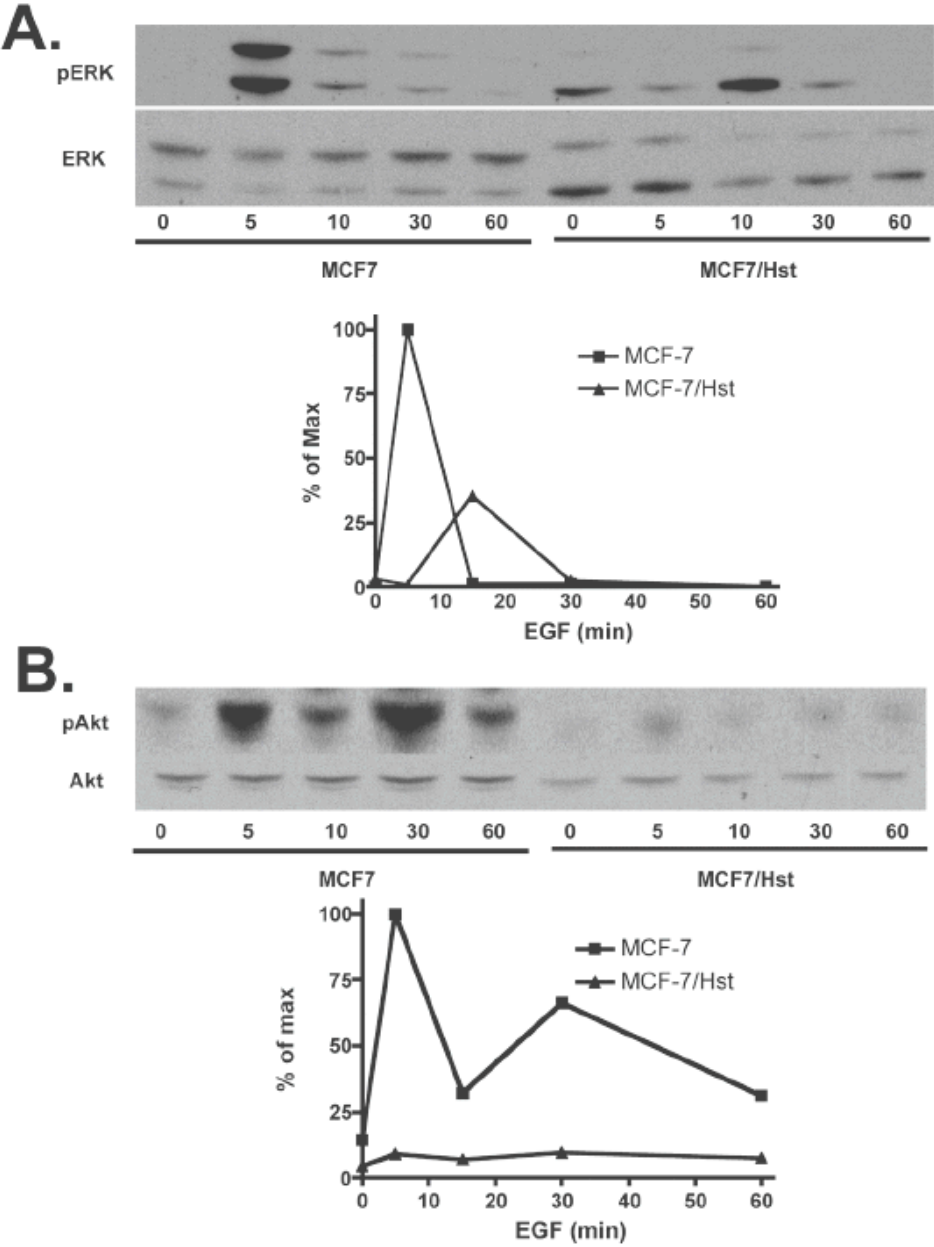 A.
pERK
ERK
0 5 10 30 60 0 5 10 30 60
MCF7 MCF7/Hst
100
75
50
25
0
% of Max
MCF-7
MCF-7/Hst
0 10 20 30 40 50 60
EGF (min)
B.
pAkt
Akt
0 5 10 30 60 0 5 10 30 60
MCF7 MCF7/Hst
100
75
50
25
0
% of max
MCF-7
MCF-7/Hst
0 10 20 30 40 50 60
EGF (min)